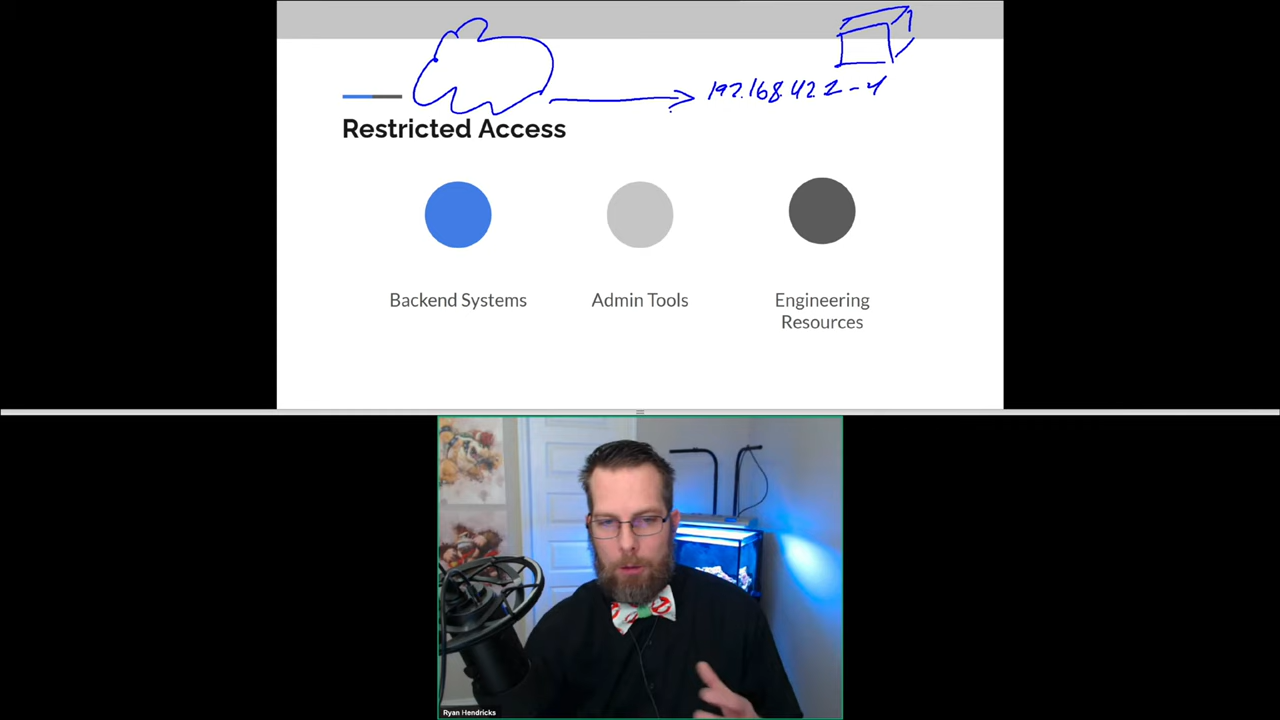 192.168.42.2-4
Restricted Access
Backend Systems
Admin Tools
Engineering
Resources
Ryan Hendricks